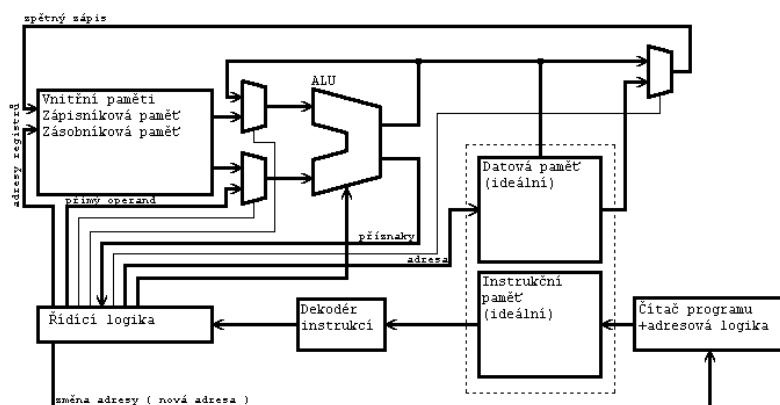 zpětný zápis
ALU
Vnitřní paměti
Zápisníková paměť
Zásobníková paměť
adresy registrů
přímý operand
Datová paměť
(ideální)
příznaky
adresa
Instrukční
paměť
(ideální)
Řídící logika
Dekodér
instrukcí
Čítač programu
+adresová logika
změna adresy ( nová adresa )